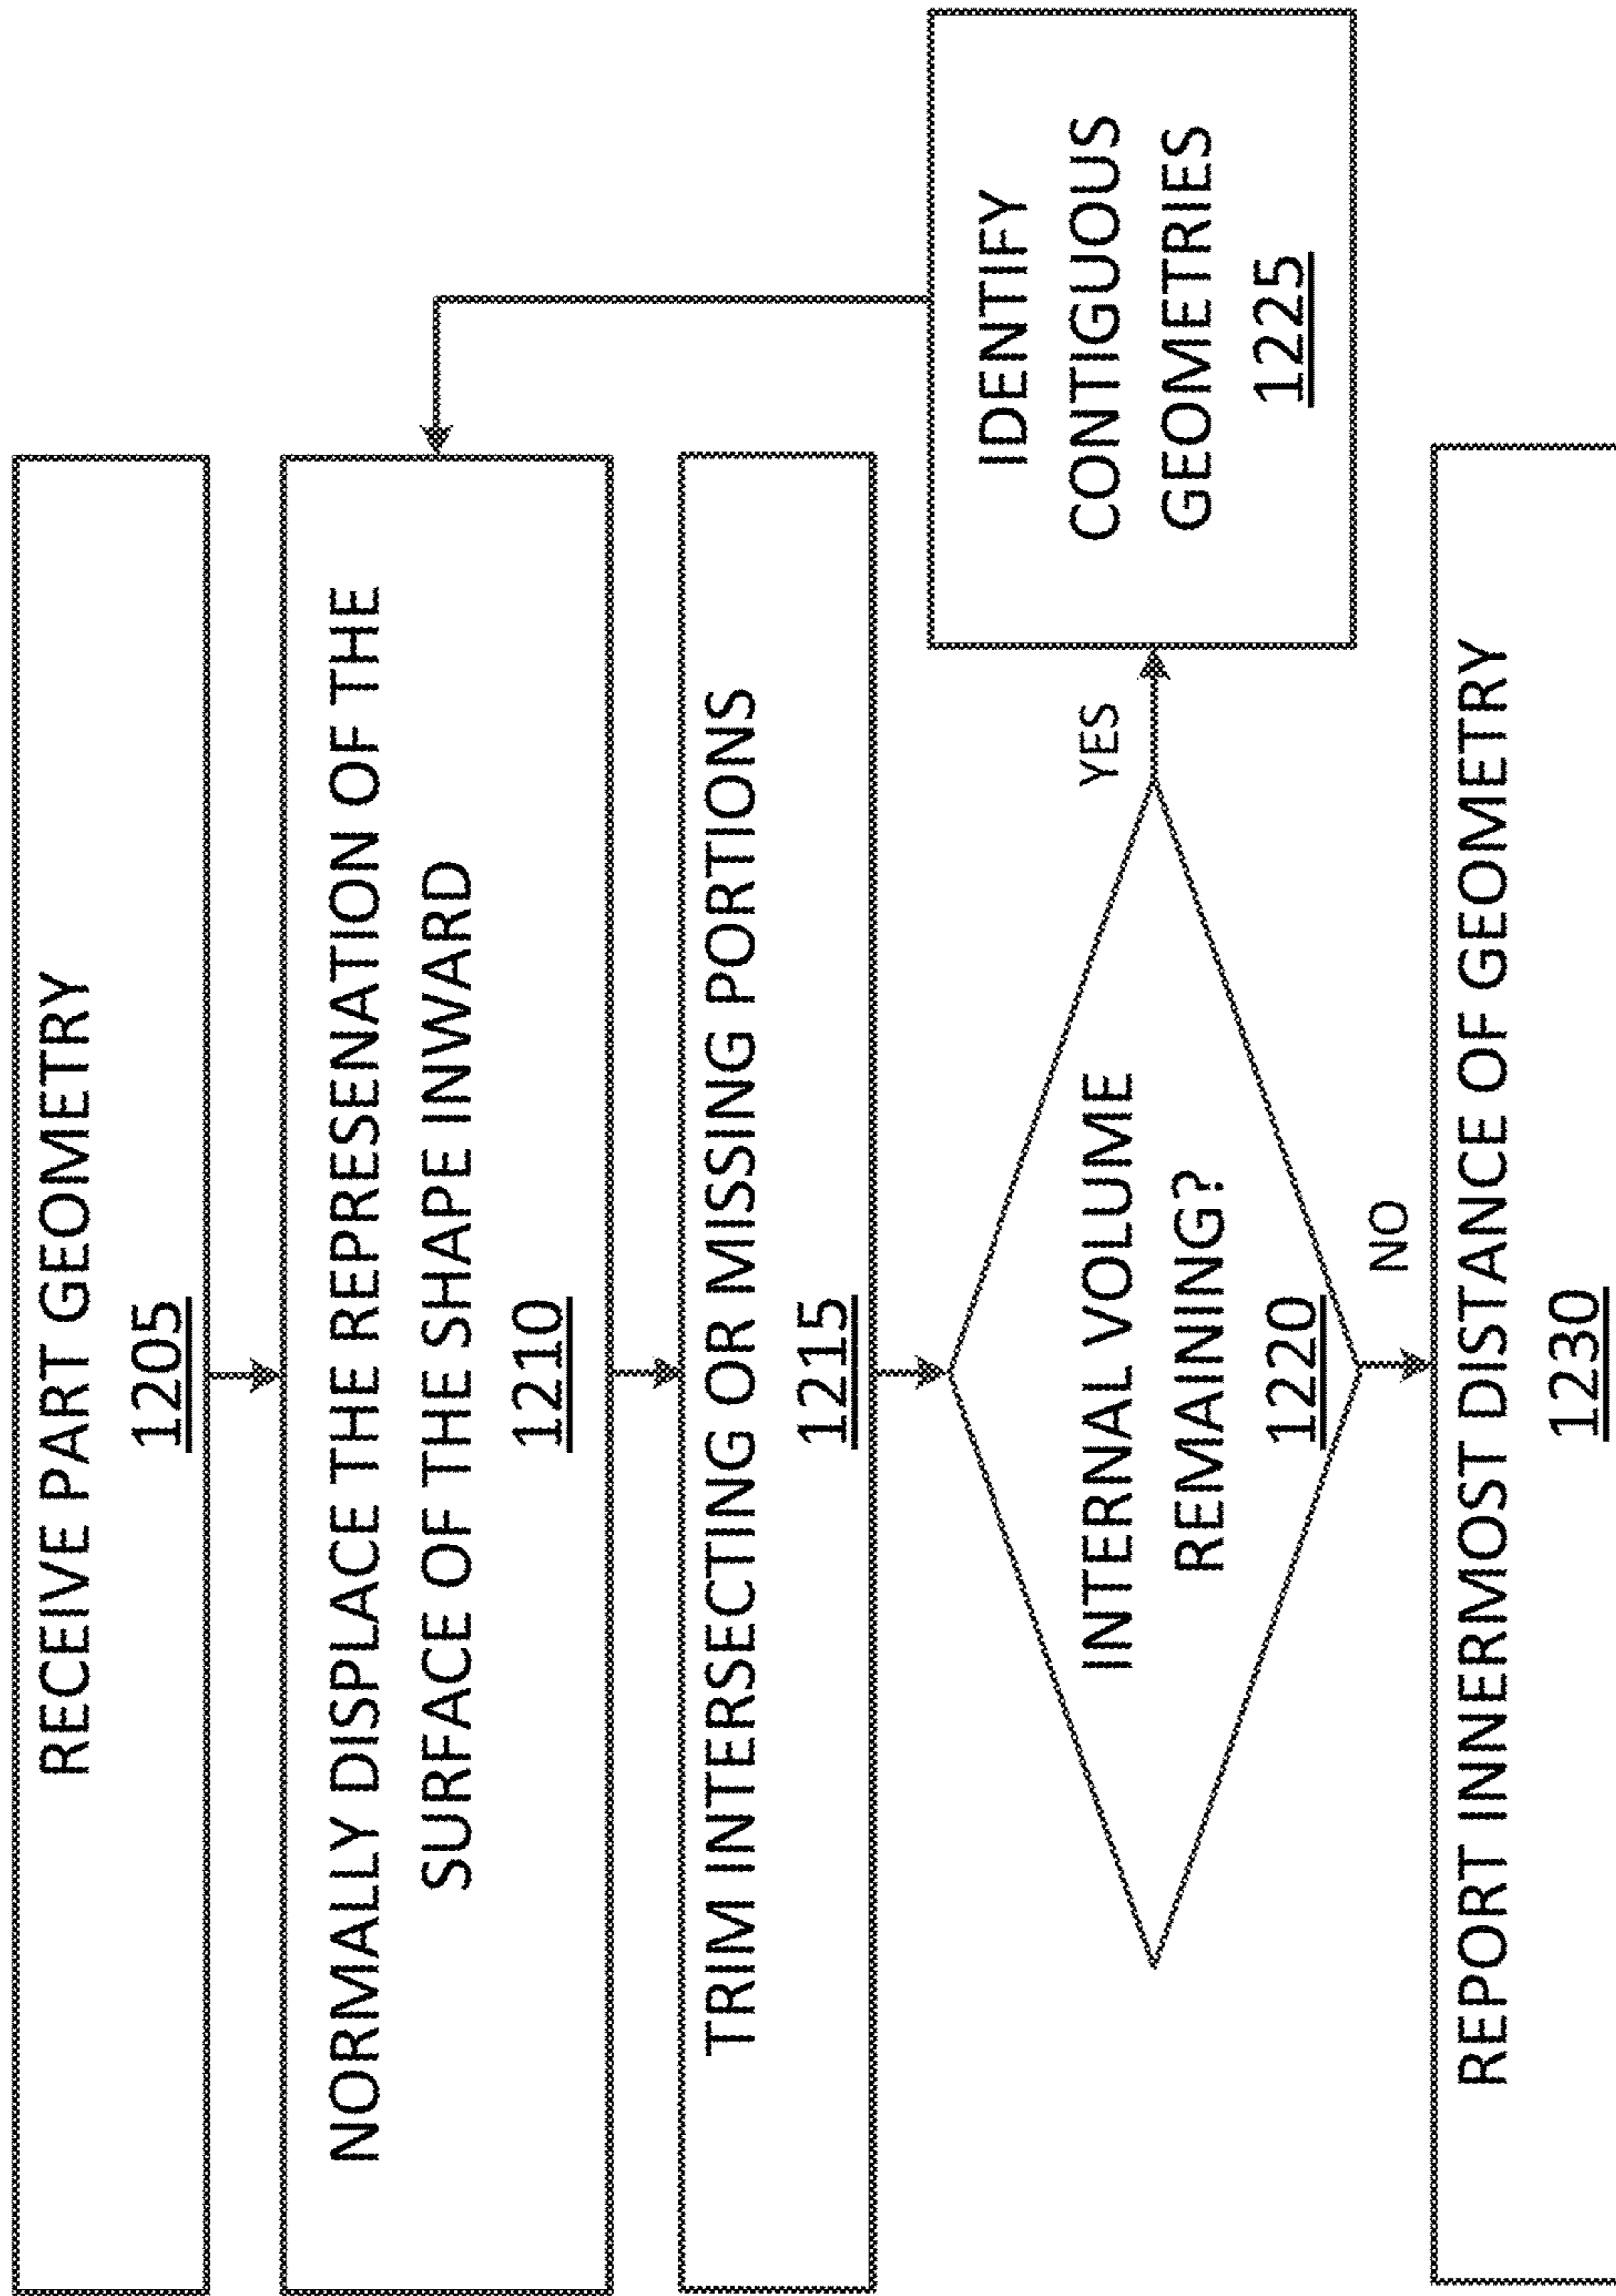 RECEIVE PART GEOMETRY
1205
NORMALLY DISPLACE THE REPRESENATION OF THE
SURFACE OF THE SHAPE INWARD
1210
TRIM INTERSECTING OR MISSING PORTIONS
1215
INTERNAL VOLUME
REMAINING?
1220
YES
IDENTIFY
CONTIGUOUS
GEOMETRIES
1225
NO
REPORT INNERMOST DISTANCE OF GEOMETRY
1230